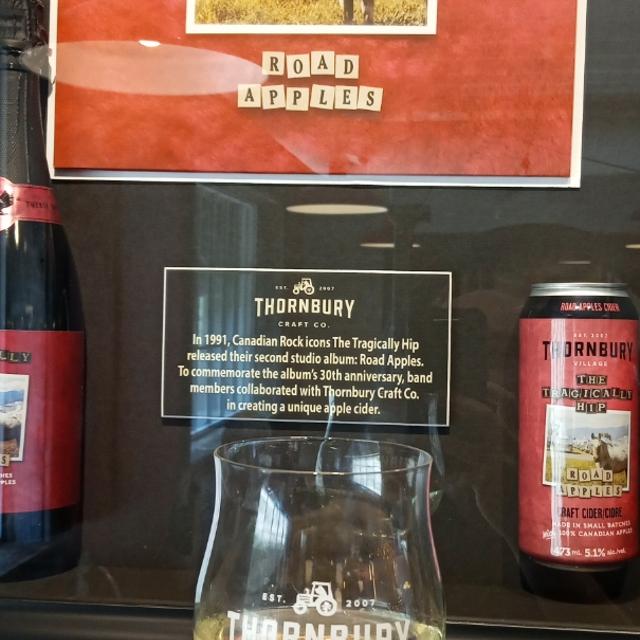 ROAD
APPLES
EST. 2007
THORNBURY
CRAFT CO.
In 1991, Canadian Rock icons The Tragically Hip
released their second studio album: Road Apples.
To commemorate the album's 30th anniversary, band
members collaborated with Thornbury Craft Co.
in creating a unique apple cider.
LLY
ROAD APPLES CIDER
EST. 2007
THORNBURY
VILLAGE
THE
TRAGICALLY
HIP
ROAD
APPLES
CRAFT CIDER/CIDRE
MADE IN SMALL BATCHES
with 100% CANADIAN APPLES
473 mL 5.1% alc./vol.
EST. 2007
THORNBURY